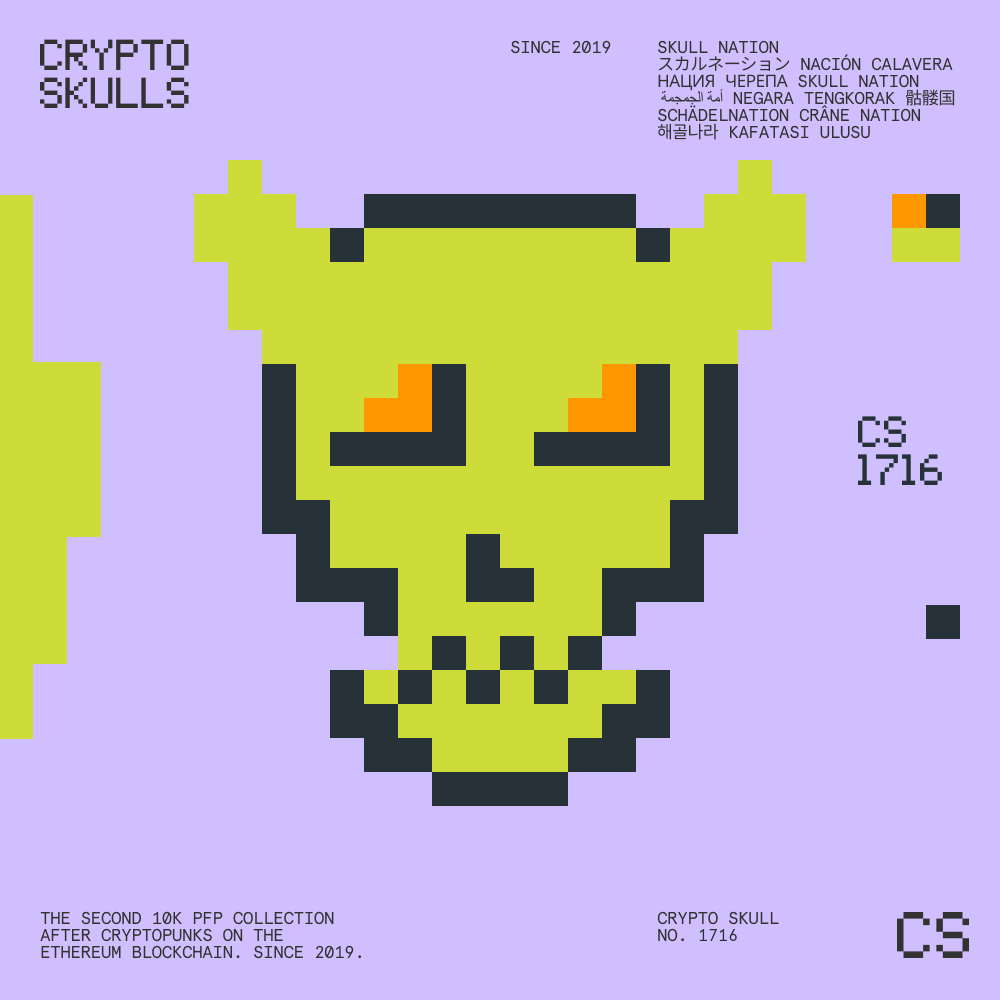 CRYPTO
SKULLS
SINCE 2019
SKULL NATION
スカルネーション NACIÓN CALAVERA
НАЦИЯ ЧЕРЕПА SKULL NATION
أمة الجمجمة NEGARA TENGKORAK 骷髅国
SCHÄDELNATION CRÂNE NATION
해골나라 KAFATASI ULUSU
CS
1716
THE SECOND 10K PFP COLLECTION
AFTER CRYPTOPUNKS ON THE
ETHEREUM BLOCKCHAIN. SINCE 2019.
CRYPTO SKULL
NO. 1716
CS